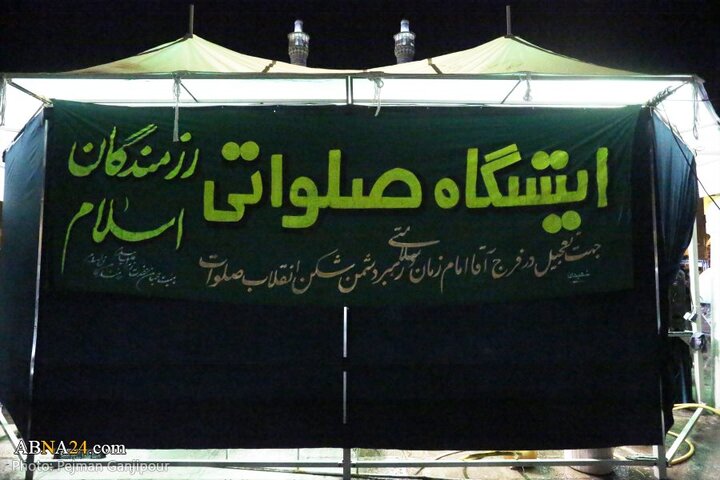 ایستگاه صلواتی
رزمندگان
اسلام
جهت تعجیل در فرج آقا امام زمان و سلامتی رهبر دشمن شکن انقلاب صلوات
ABNA24.com
Photo: Pejman Ganjipour